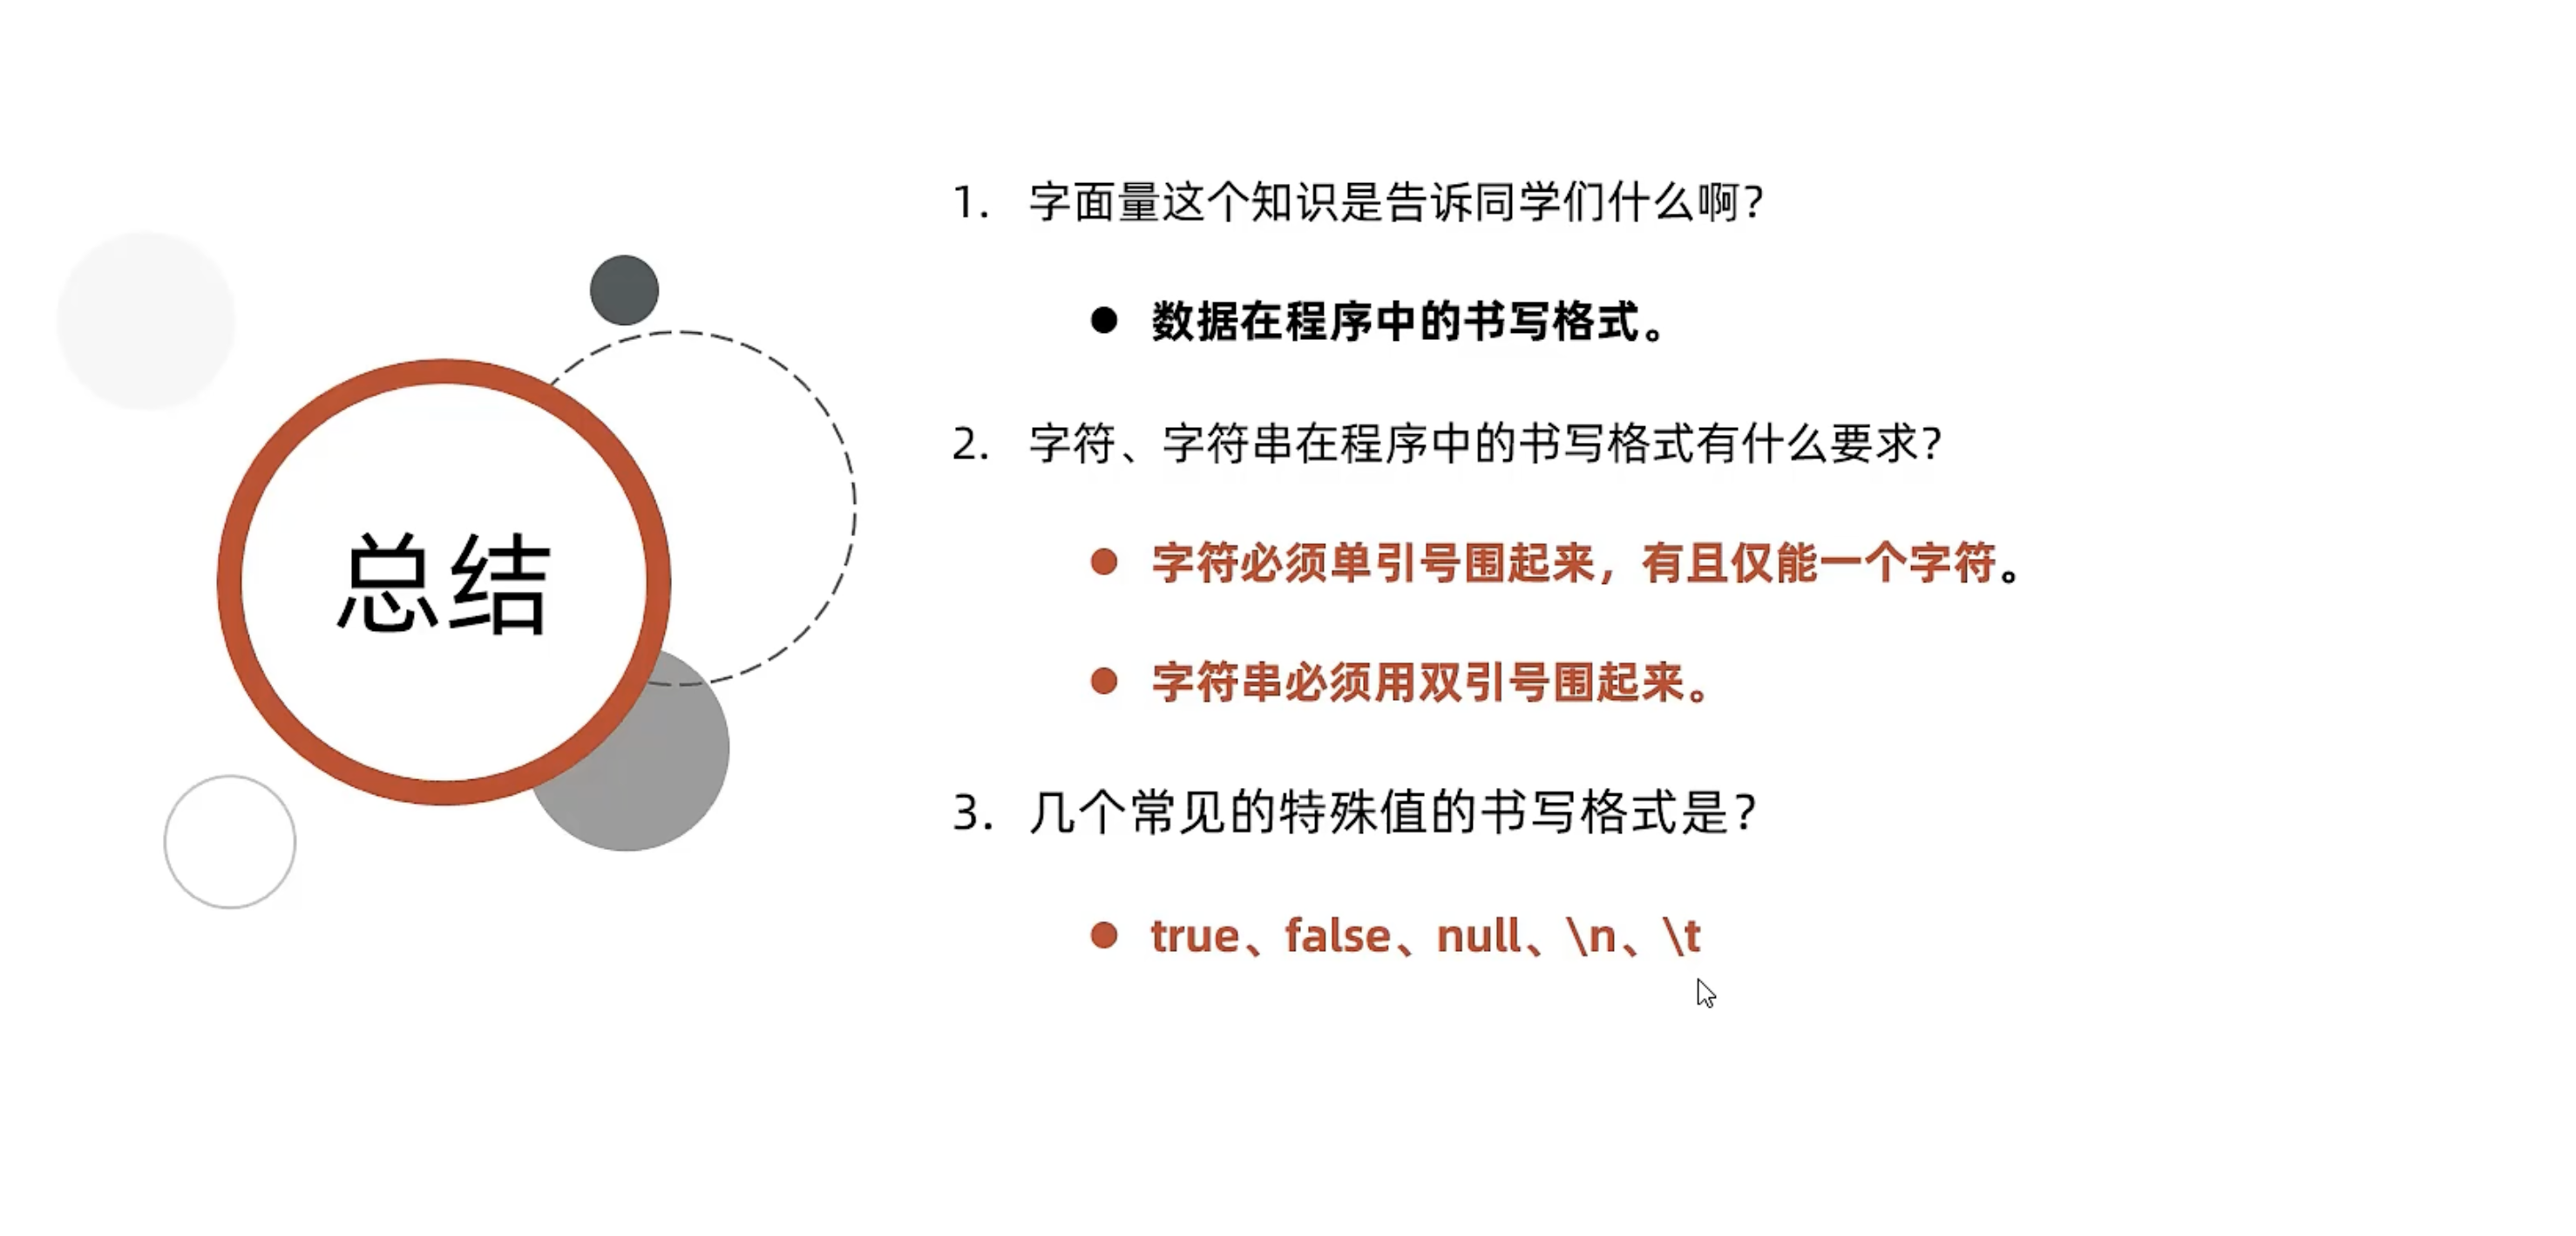 总结
1. 字面量这个知识是告诉同学们什么啊?
● 数据在程序中的书写格式。
2. 字符、字符串在程序中的书写格式有什么要求?
● 字符必须单引号围起来，有且仅能一个字符。
● 字符串必须用双引号围起来。
3. 几个常见的特殊值的书写格式是?
● true、false、null、\n、\t